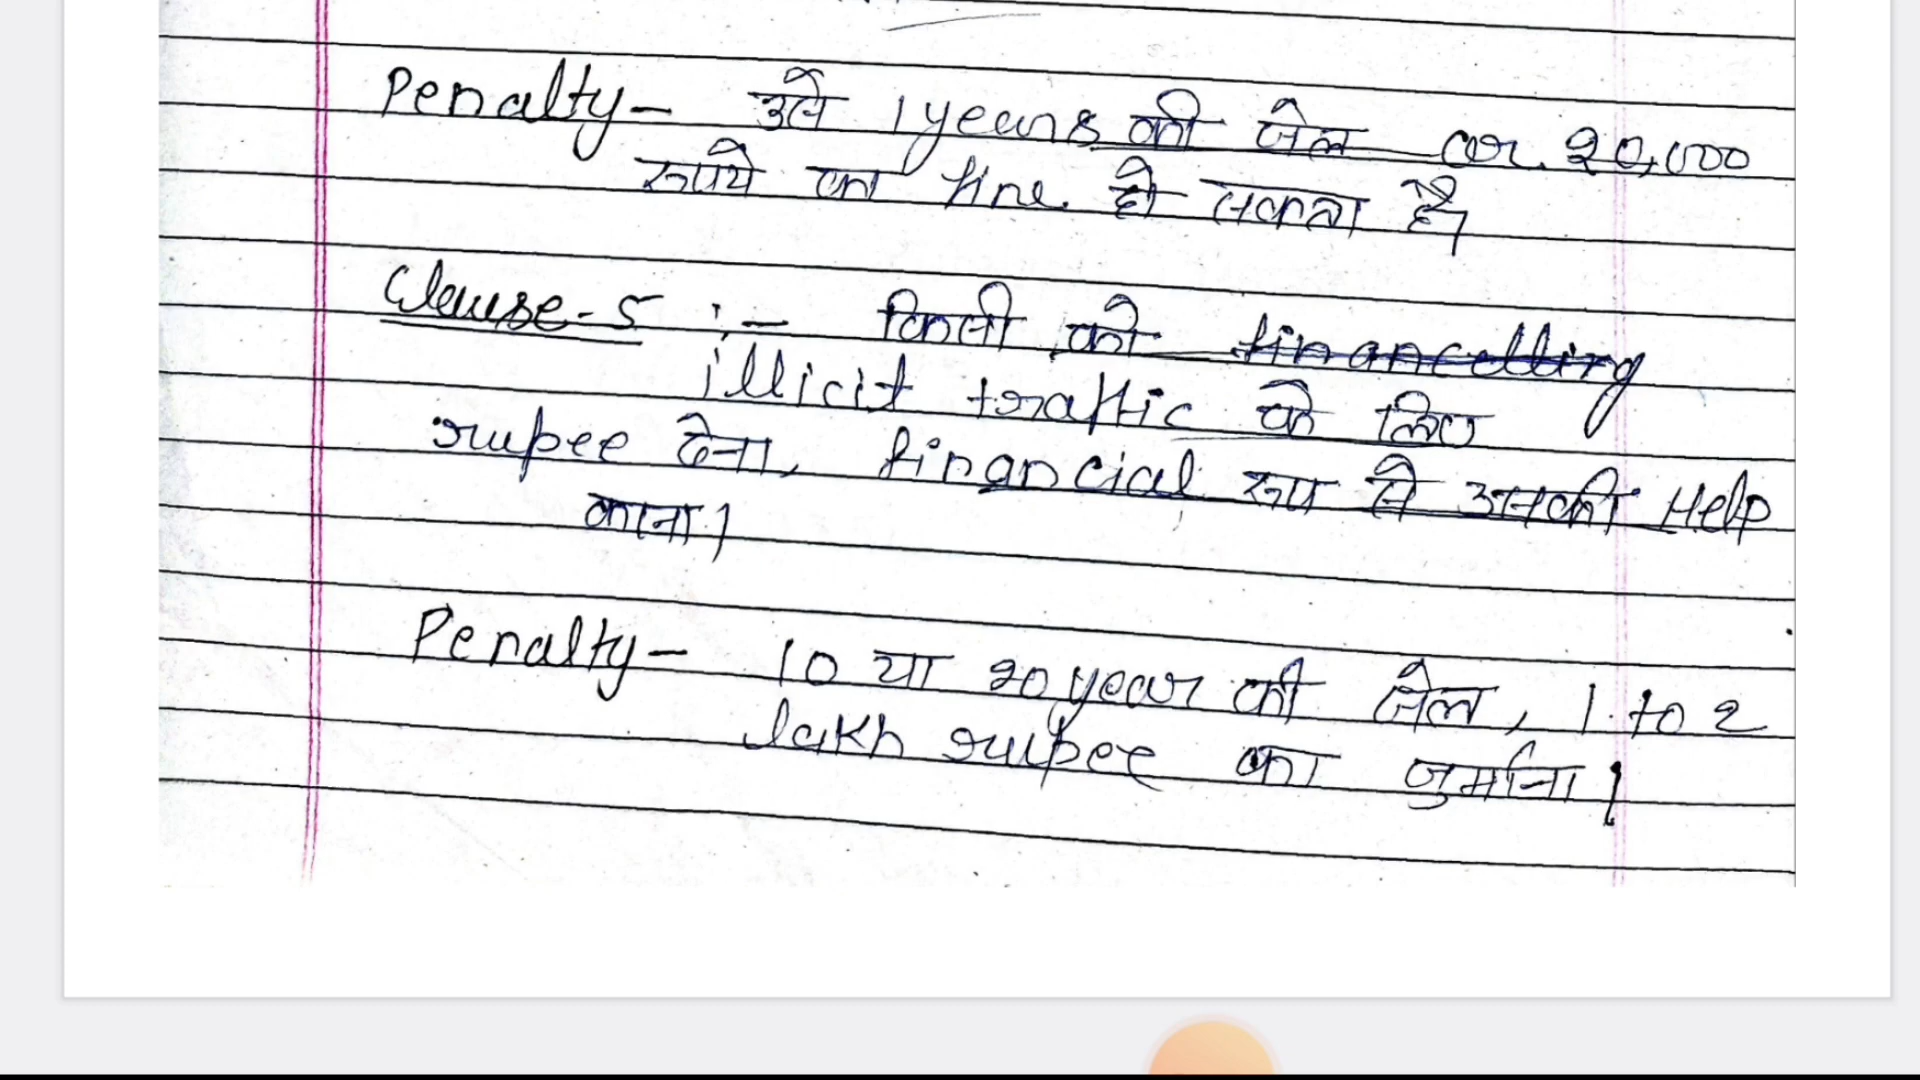 Penalty- उसे 1 years की जेल or 20,000
रूपये का fine हो सकता है।
Clause-5 :- किसी को financelling
illicit traffic के लिए
rupee देना, financial रूप से उसकी Help
करना।
Penalty- 10 या 20 year की जेल, 1 to 2
lakh rupee का जुर्माना।